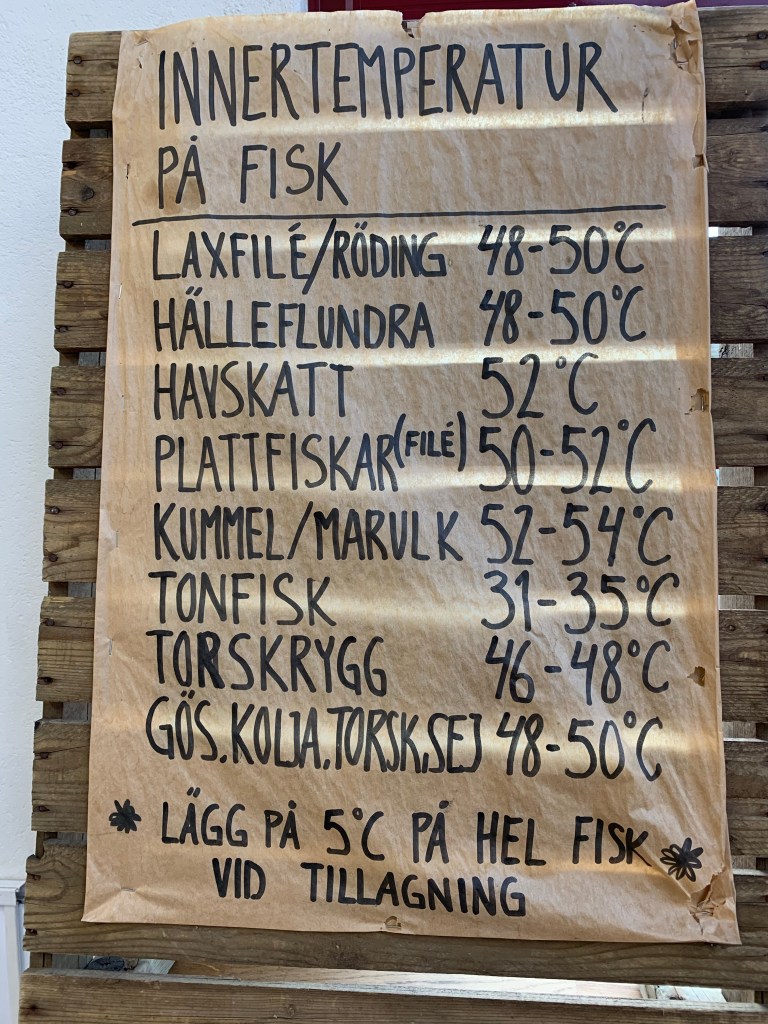 INNERTEMPERATUR
PÅ FISK
LAXFILÉ/RÖDING 48-50°C
HÄLLEFLUNDRA 48-50°C
HAVSKATT 52°C
PLATTFISKAR (FILÉ) 50-52°C
KUMMEL/MARULK 52-54°C
TONFISK 31-35°C
TORSKRYGG 46-48°C
GÖS, KOLJA, TORSK, SEJ 48-50°C
* LÄGG PÅ 5°C PÅ HEL FISK *
VID TILLAGNING